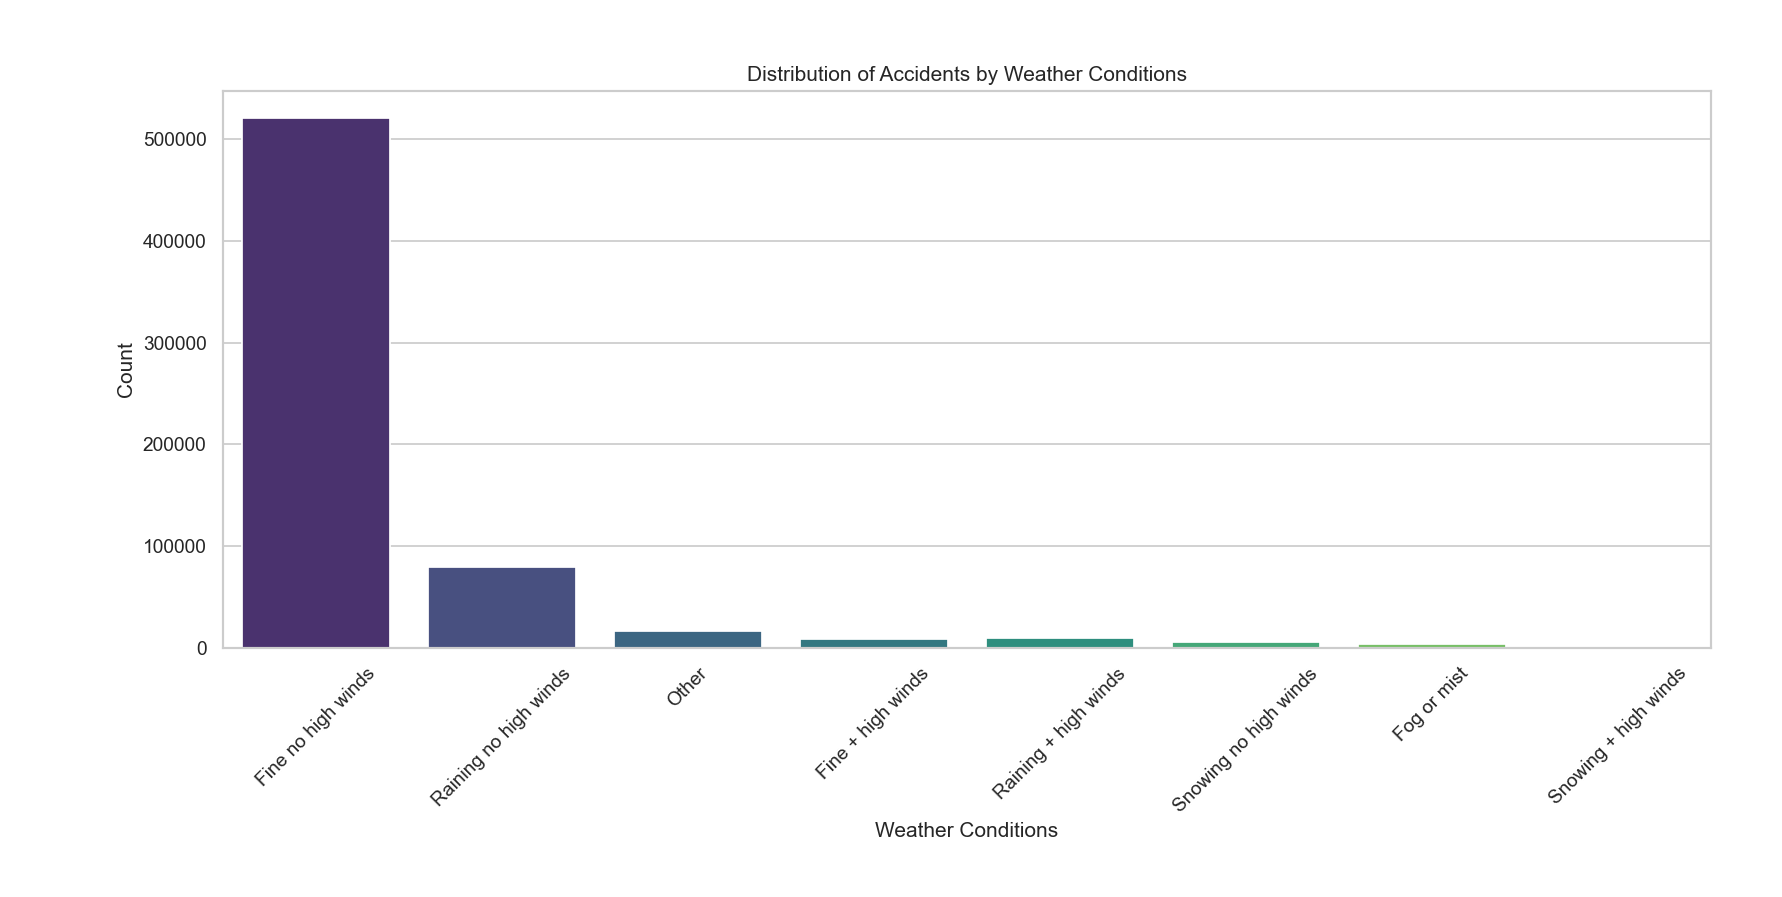 Distribution of Accidents by Weather Conditions
Count
500000
400000
300000
200000
100000
0
Fine no high winds
Raining no high winds
Other
Fine + high winds
Raining + high winds
Snowing no high winds
Fog or mist
Snowing + high winds
Weather Conditions